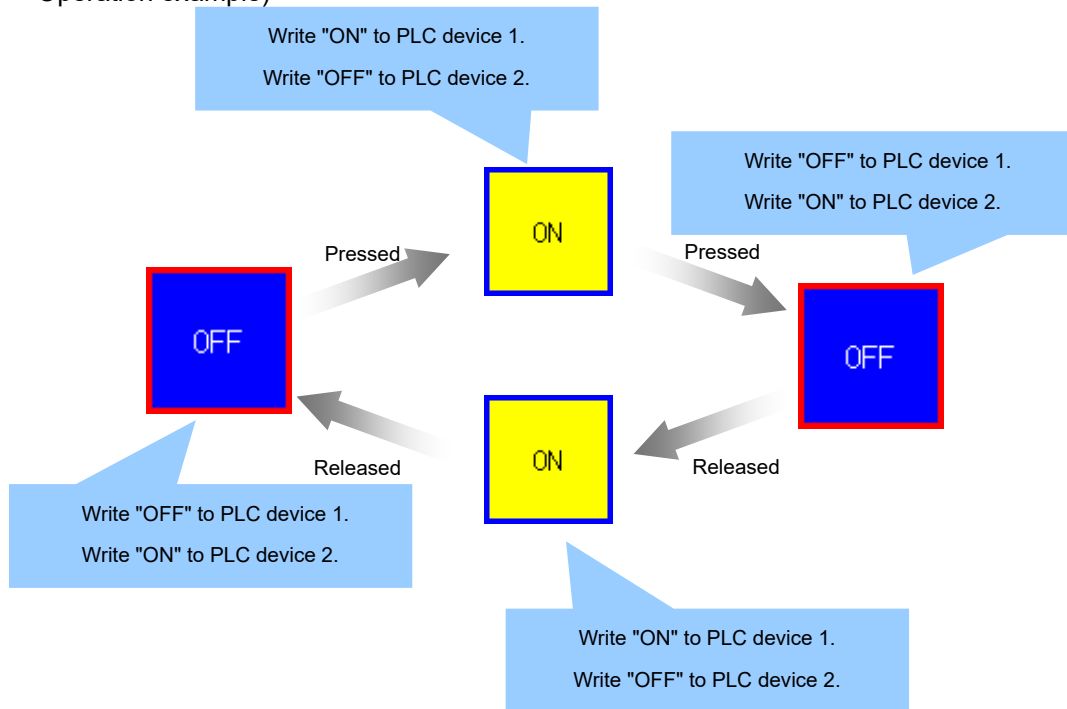 Operation example)
Write "ON" to PLC device 1.
Write "OFF" to PLC device 2.
Write "OFF" to PLC device 1.
Write "ON" to PLC device 2.
ON
Pressed
Pressed
OFF
OFF
ON
Released
Released
Write "OFF" to PLC device 1.
Write "ON" to PLC device 2.
Write "ON" to PLC device 1.
Write "OFF" to PLC device 2.